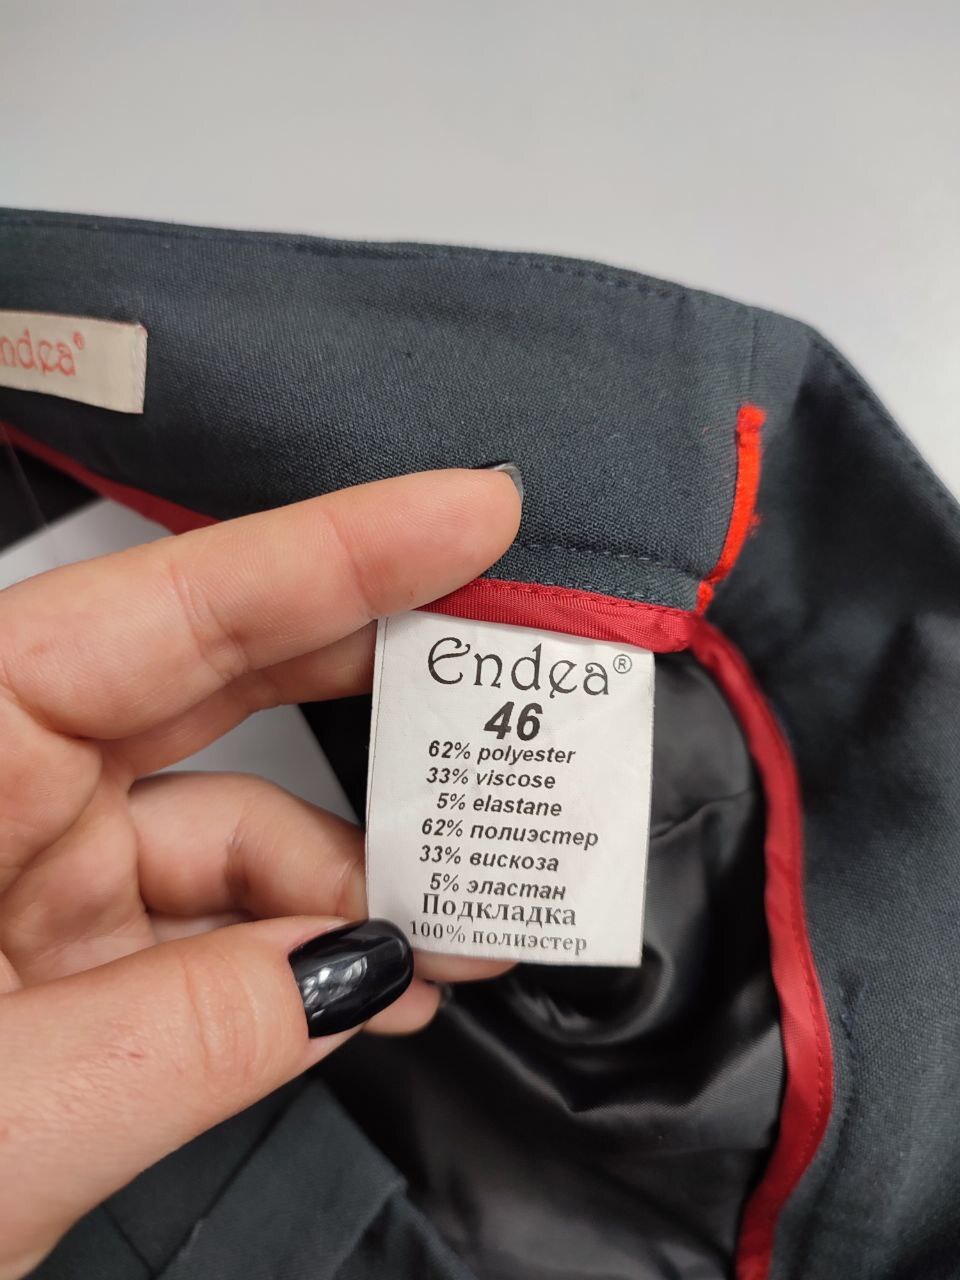 ndea®
Endea®
46
62% polyester
33% viscose
5% elastane
62% полиэстер
33% вискоза
5% эластан
Подкладка
100% полиэстер